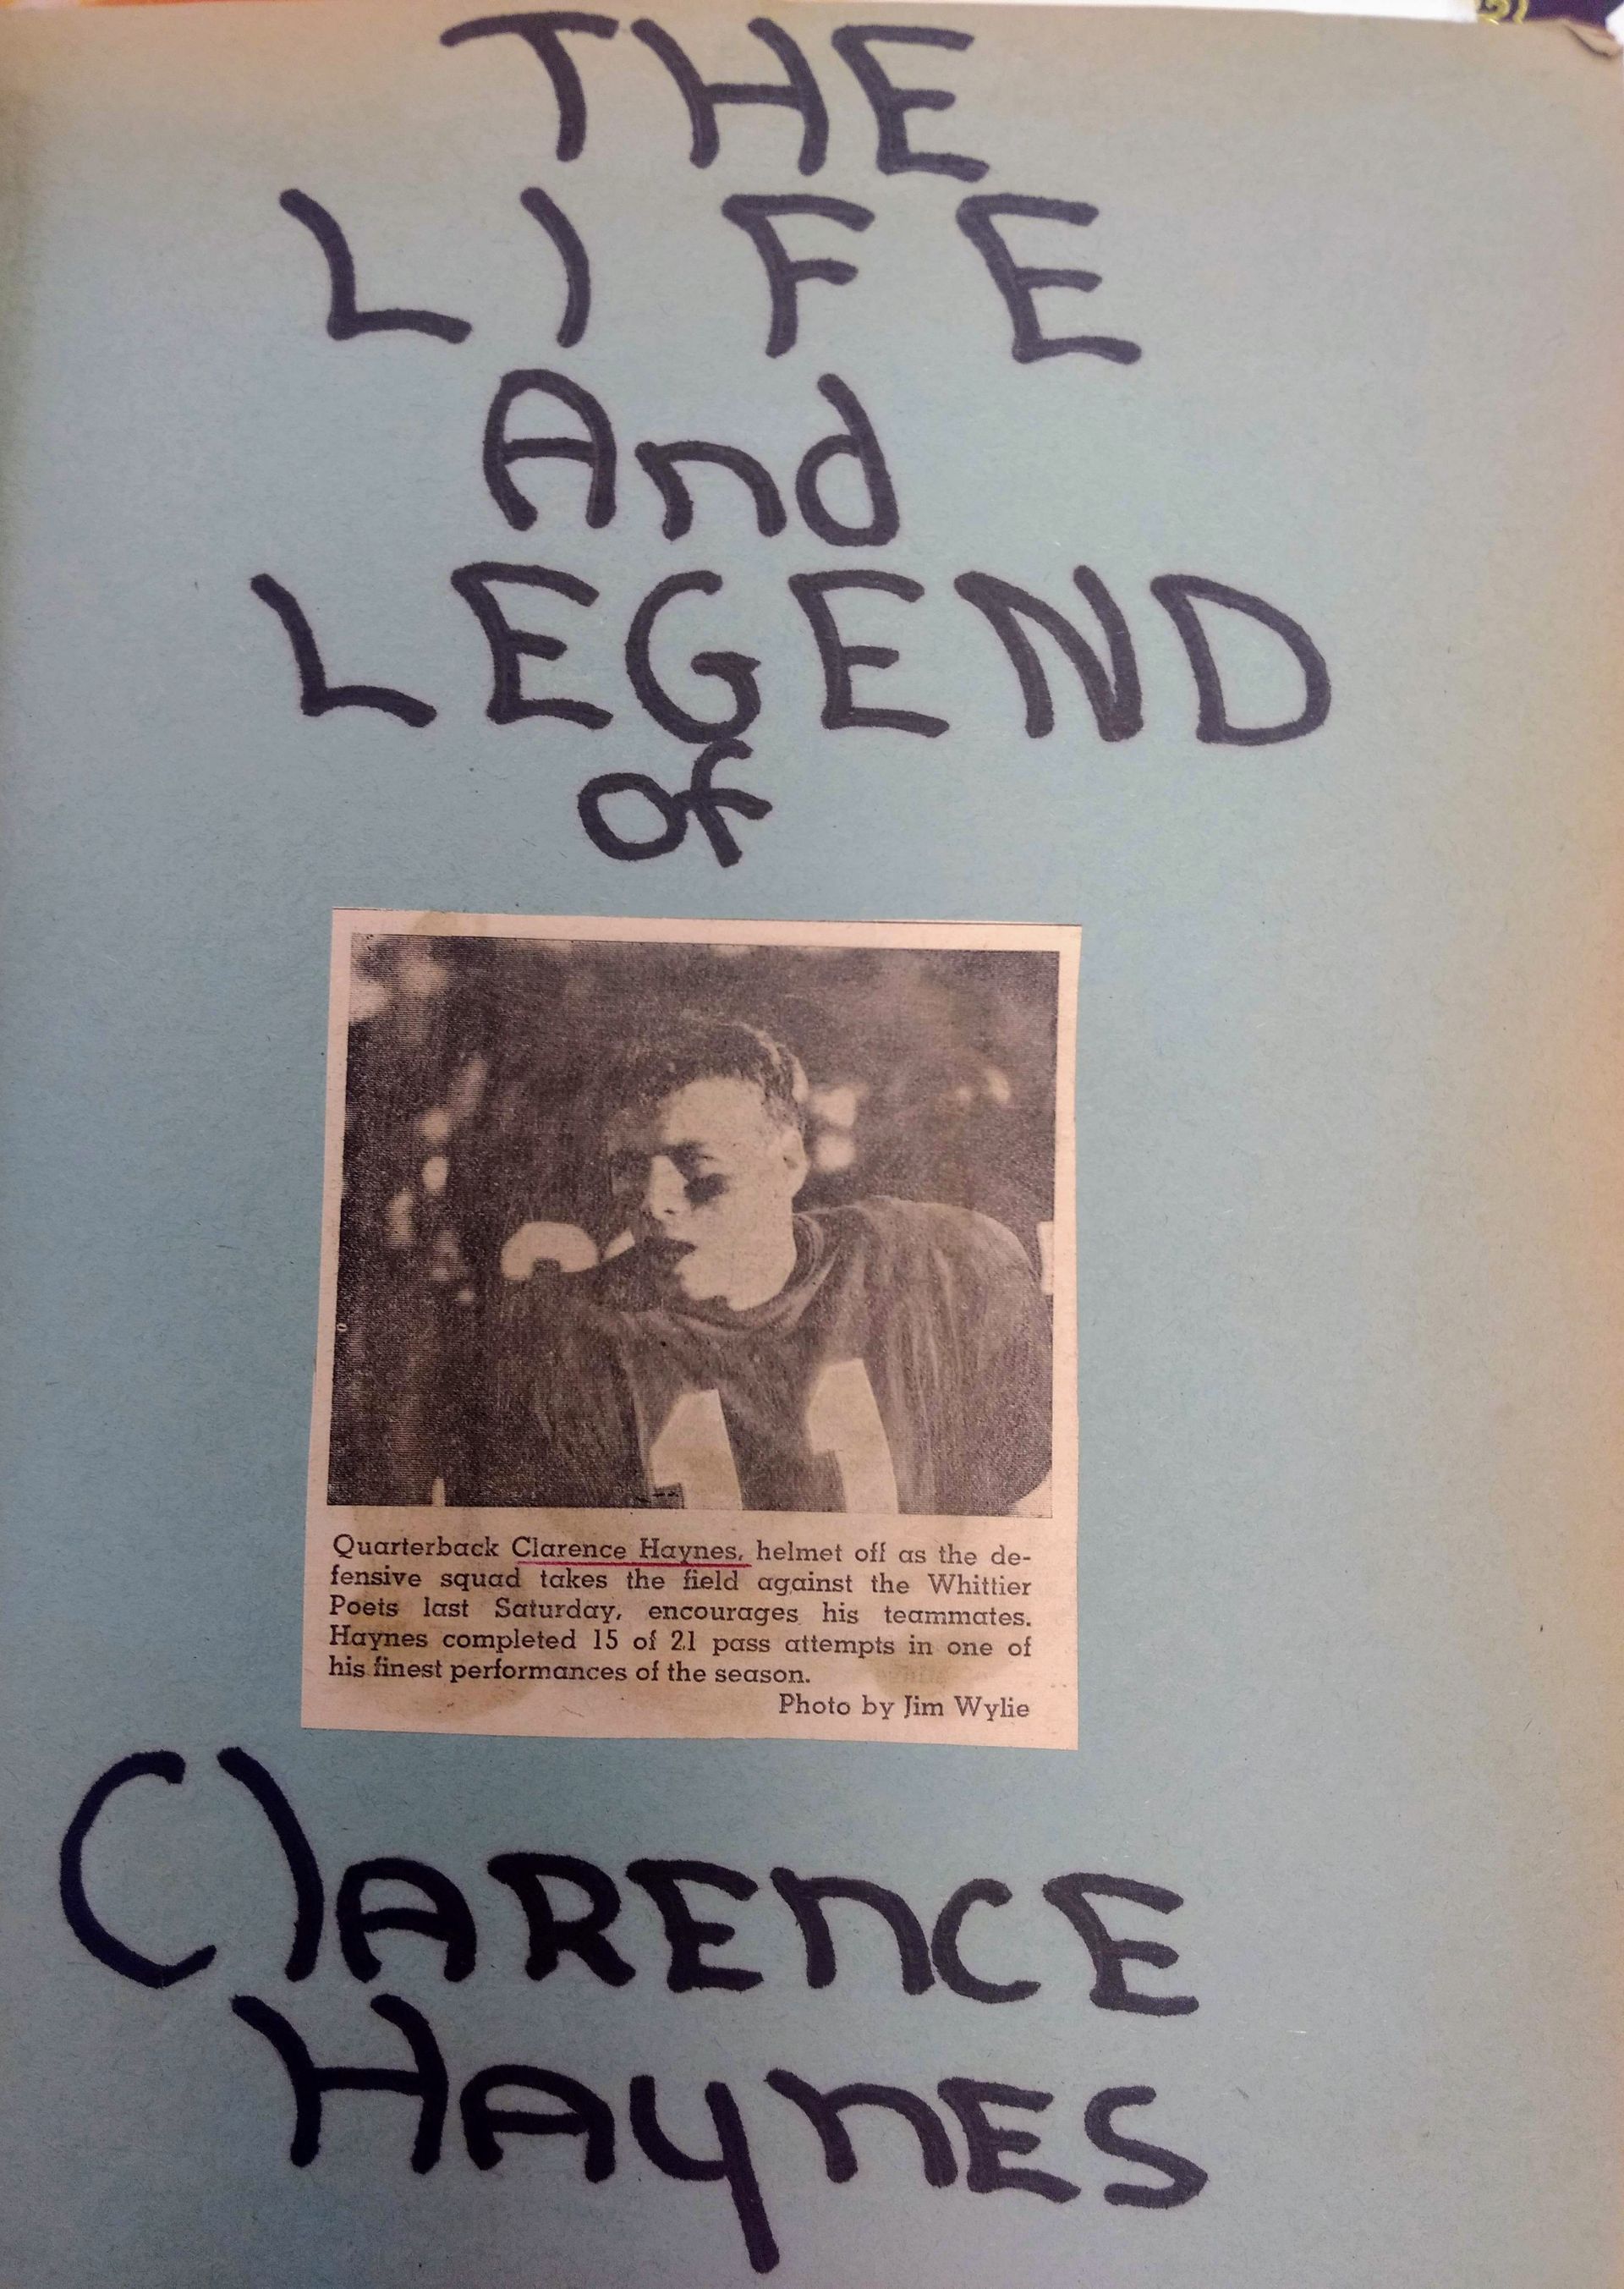 THE
LIFE
And
LEGEND
of
11
Quarterback Clarence Haynes, helmet off as the de-
fensive squad takes the field against the Whittier
Poets last Saturday, encourages his teammates.
Haynes completed 15 of 21 pass attempts in one of
his finest performances of the season.
Photo by Jim Wylie
ClAREnCE
HAynES